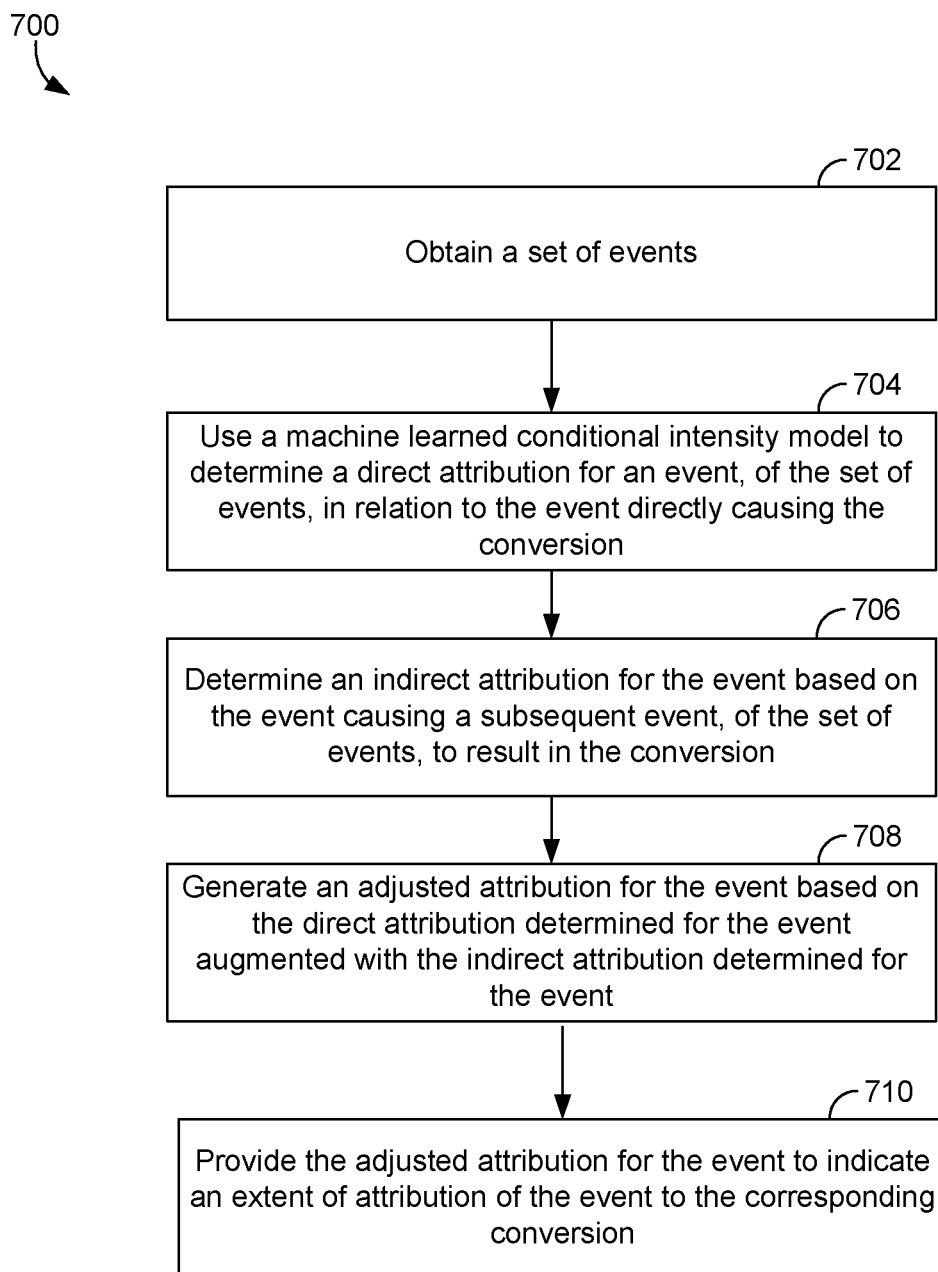 700
702
Obtain a set of events
704
Use a machine learned conditional intensity model to
determine a direct attribution for an event, of the set of
events, in relation to the event directly causing the
conversion
706
Determine an indirect attribution for the event based on
the event causing a subsequent event, of the set of
events, to result in the conversion
708
Generate an adjusted attribution for the event based on
the direct attribution determined for the event
augmented with the indirect attribution determined for
the event
710
Provide the adjusted attribution for the event to indicate
an extent of attribution of the event to the corresponding
conversion